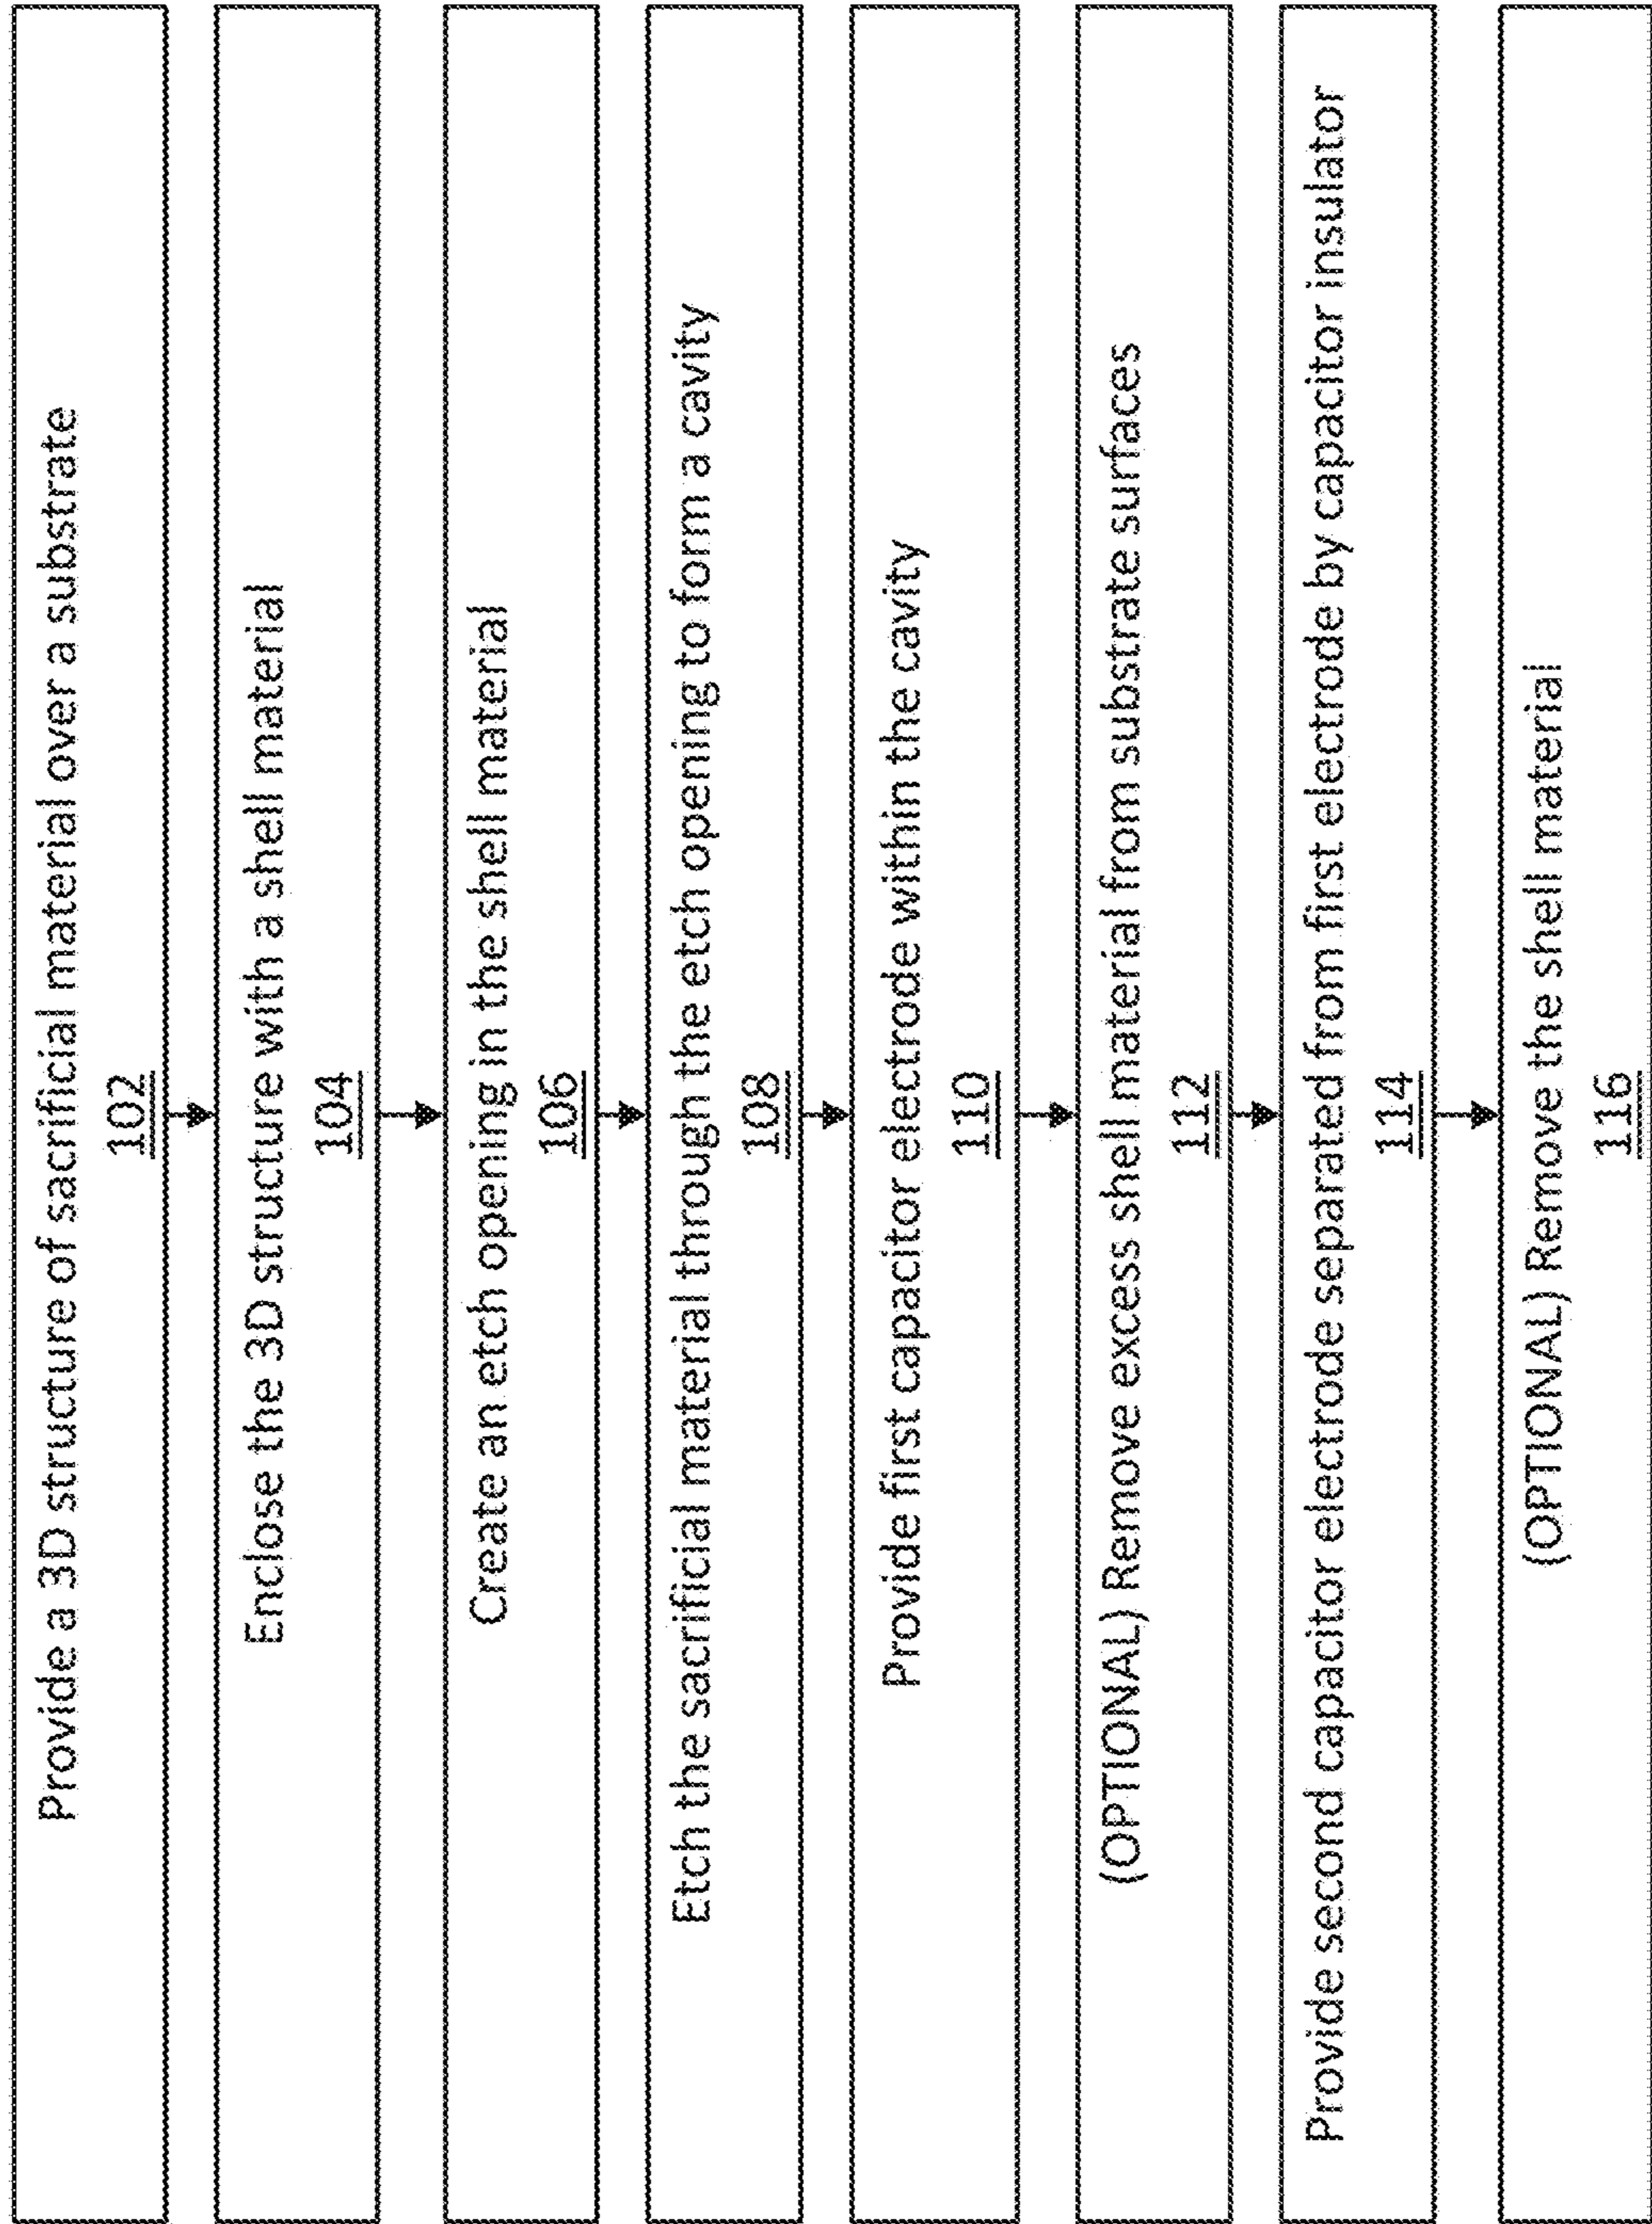 Provide a 3D structure of sacrificial material over a substrate
102
Enclose the 3D structure with a shell material
104
Create an etch opening in the shell material
106
Etch the sacrificial material through the etch opening to form a cavity
108
Provide first capacitor electrode within the cavity
110
(OPTIONAL) Remove excess shell material from substrate surfaces
112
Provide second capacitor electrode separated from first electrode by capacitor insulator
114
(OPTIONAL) Remove the shell material
116